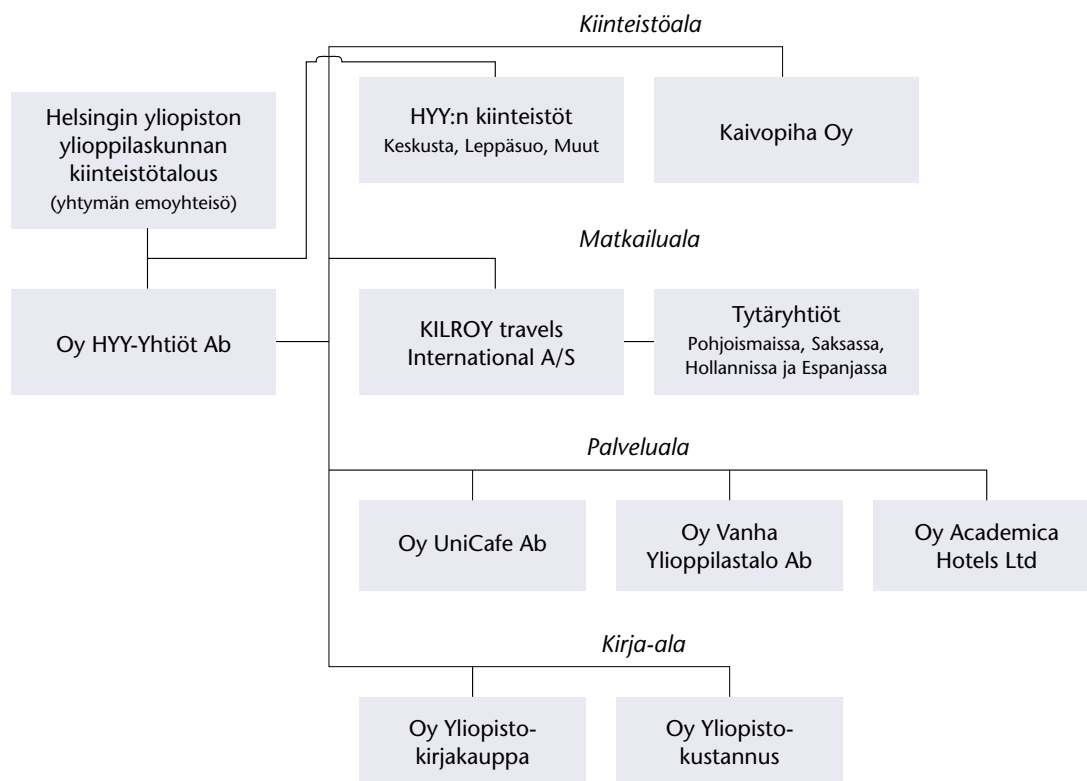 Kiinteistöala
Helsingin yliopiston
ylioppilaskunnan
kiinteistötalous
(yhtymän emoyhteisö)
HYY:n kiinteistöt
Keskusta, Leppäsuo, Muut
Kaivopiha Oy
Matkailuala
Oy HYY-Yhtiöt Ab
KILROY travels
International A/S
Tytäryhtiöt
Pohjoismaissa, Saksassa,
Hollannissa ja Espanjassa
Palveluala
Oy UniCafe Ab
Oy Vanha
Ylioppilastalo Ab
Oy Academica
Hotels Ltd
Kirja-ala
Oy Yliopisto-
kirjakauppa
Oy Yliopisto-
kustannus